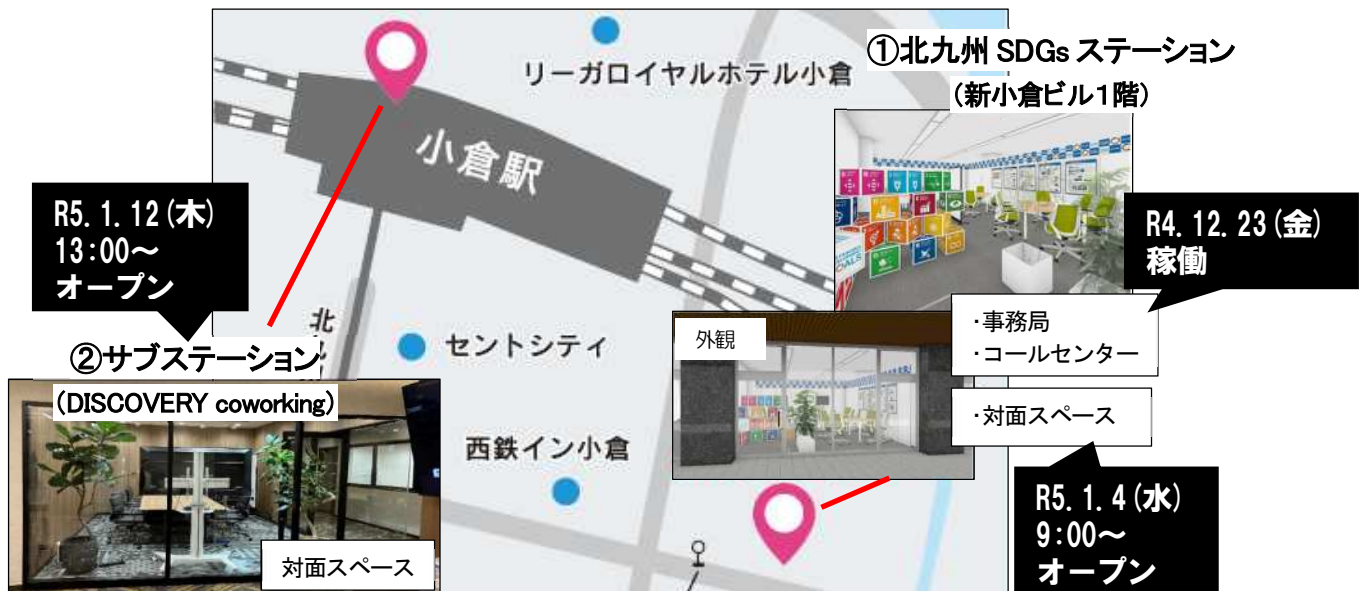 ①北九州 SDGs ステーション
(新小倉ビル1階)
リーガロイヤルホテル小倉
小倉駅
R5.1.12(木)
13:00~
オープン
R4.12.23(金)
稼働
・事務局
・コールセンター
外観
北
セントシティ
②サブステーション
(DISCOVERY coworking)
・対面スペース
西鉄イン小倉
R5.1.4(水)
9:00~
オープン
対面スペース